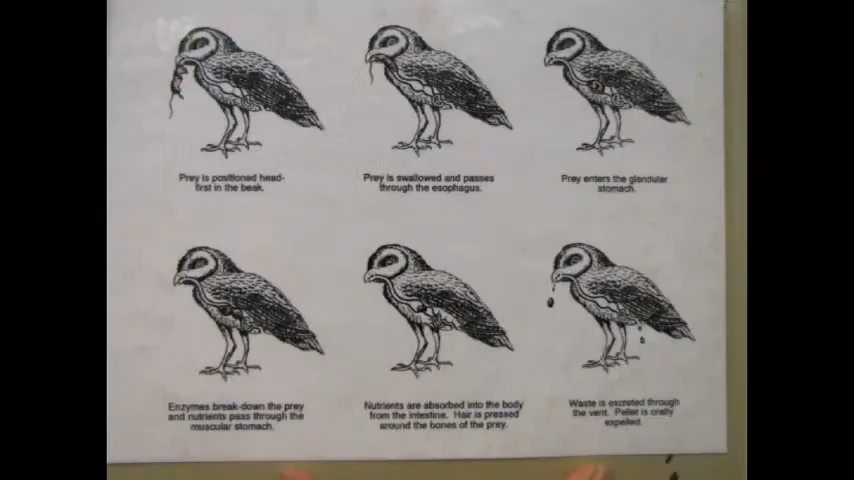 Prey is positioned head-
first in the beak.
Prey is swallowed and passes
through the esophagus.
Prey enters the glandular
stomach.
Enzymes break-down the prey
and nutrients pass through the
muscular stomach.
Nutrients are absorbed into the body
from the intestine. Hair is pressed
around the bones of the prey.
Waste is excreted through
the vent. Pellet is orally
expelled.